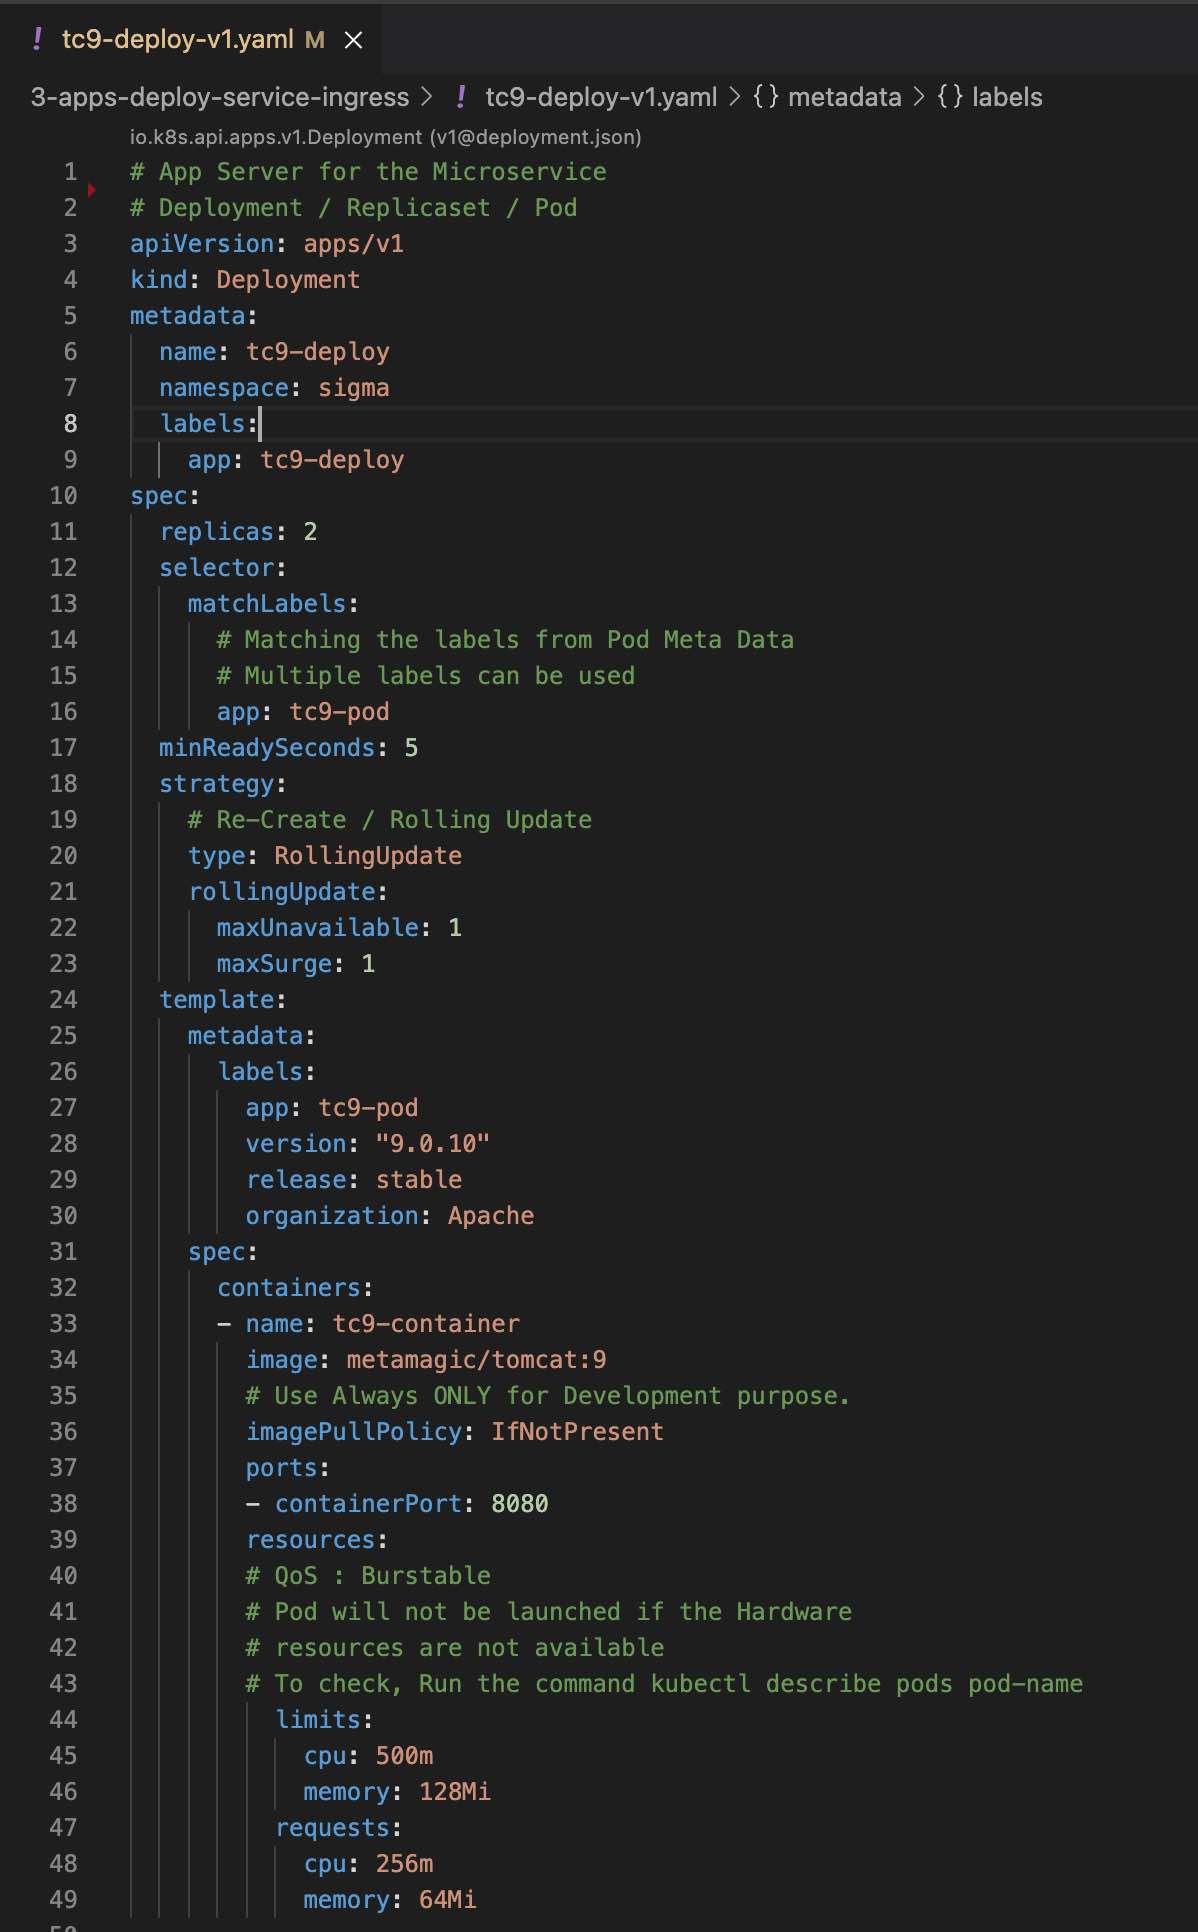 ! tc9-deploy-v1.yaml M ×
3-apps-deploy-service-ingress > ! tc9-deploy-v1.yaml > {} metadata > {} labels
io.k8s.api.apps.v1.Deployment (v1@deployment.json)
1 # App Server for the Microservice
2 # Deployment / Replicaset / Pod
3 apiVersion: apps/v1
4 kind: Deployment
5 metadata:
6   name: tc9-deploy
7   namespace: sigma
8   labels:
9     app: tc9-deploy
10 spec:
11   replicas: 2
12   selector:
13     matchLabels:
14       # Matching the labels from Pod Meta Data
15       # Multiple labels can be used
16       app: tc9-pod
17   minReadySeconds: 5
18   strategy:
19     # Re-Create / Rolling Update
20     type: RollingUpdate
21     rollingUpdate:
22       maxUnavailable: 1
23       maxSurge: 1
24   template:
25     metadata:
26       labels:
27         app: tc9-pod
28         version: "9.0.10"
29         release: stable
30         organization: Apache
31     spec:
32       containers:
33       - name: tc9-container
34         image: metamagic/tomcat:9
35         # Use Always ONLY for Development purpose.
36         imagePullPolicy: IfNotPresent
37         ports:
38         - containerPort: 8080
39         resources:
40         # QoS : Burstable
41         # Pod will not be launched if the Hardware
42         # resources are not available
43         # To check, Run the command kubectl describe pods pod-name
44           limits:
45             cpu: 500m
46             memory: 128Mi
47           requests:
48             cpu: 256m
49             memory: 64Mi
50